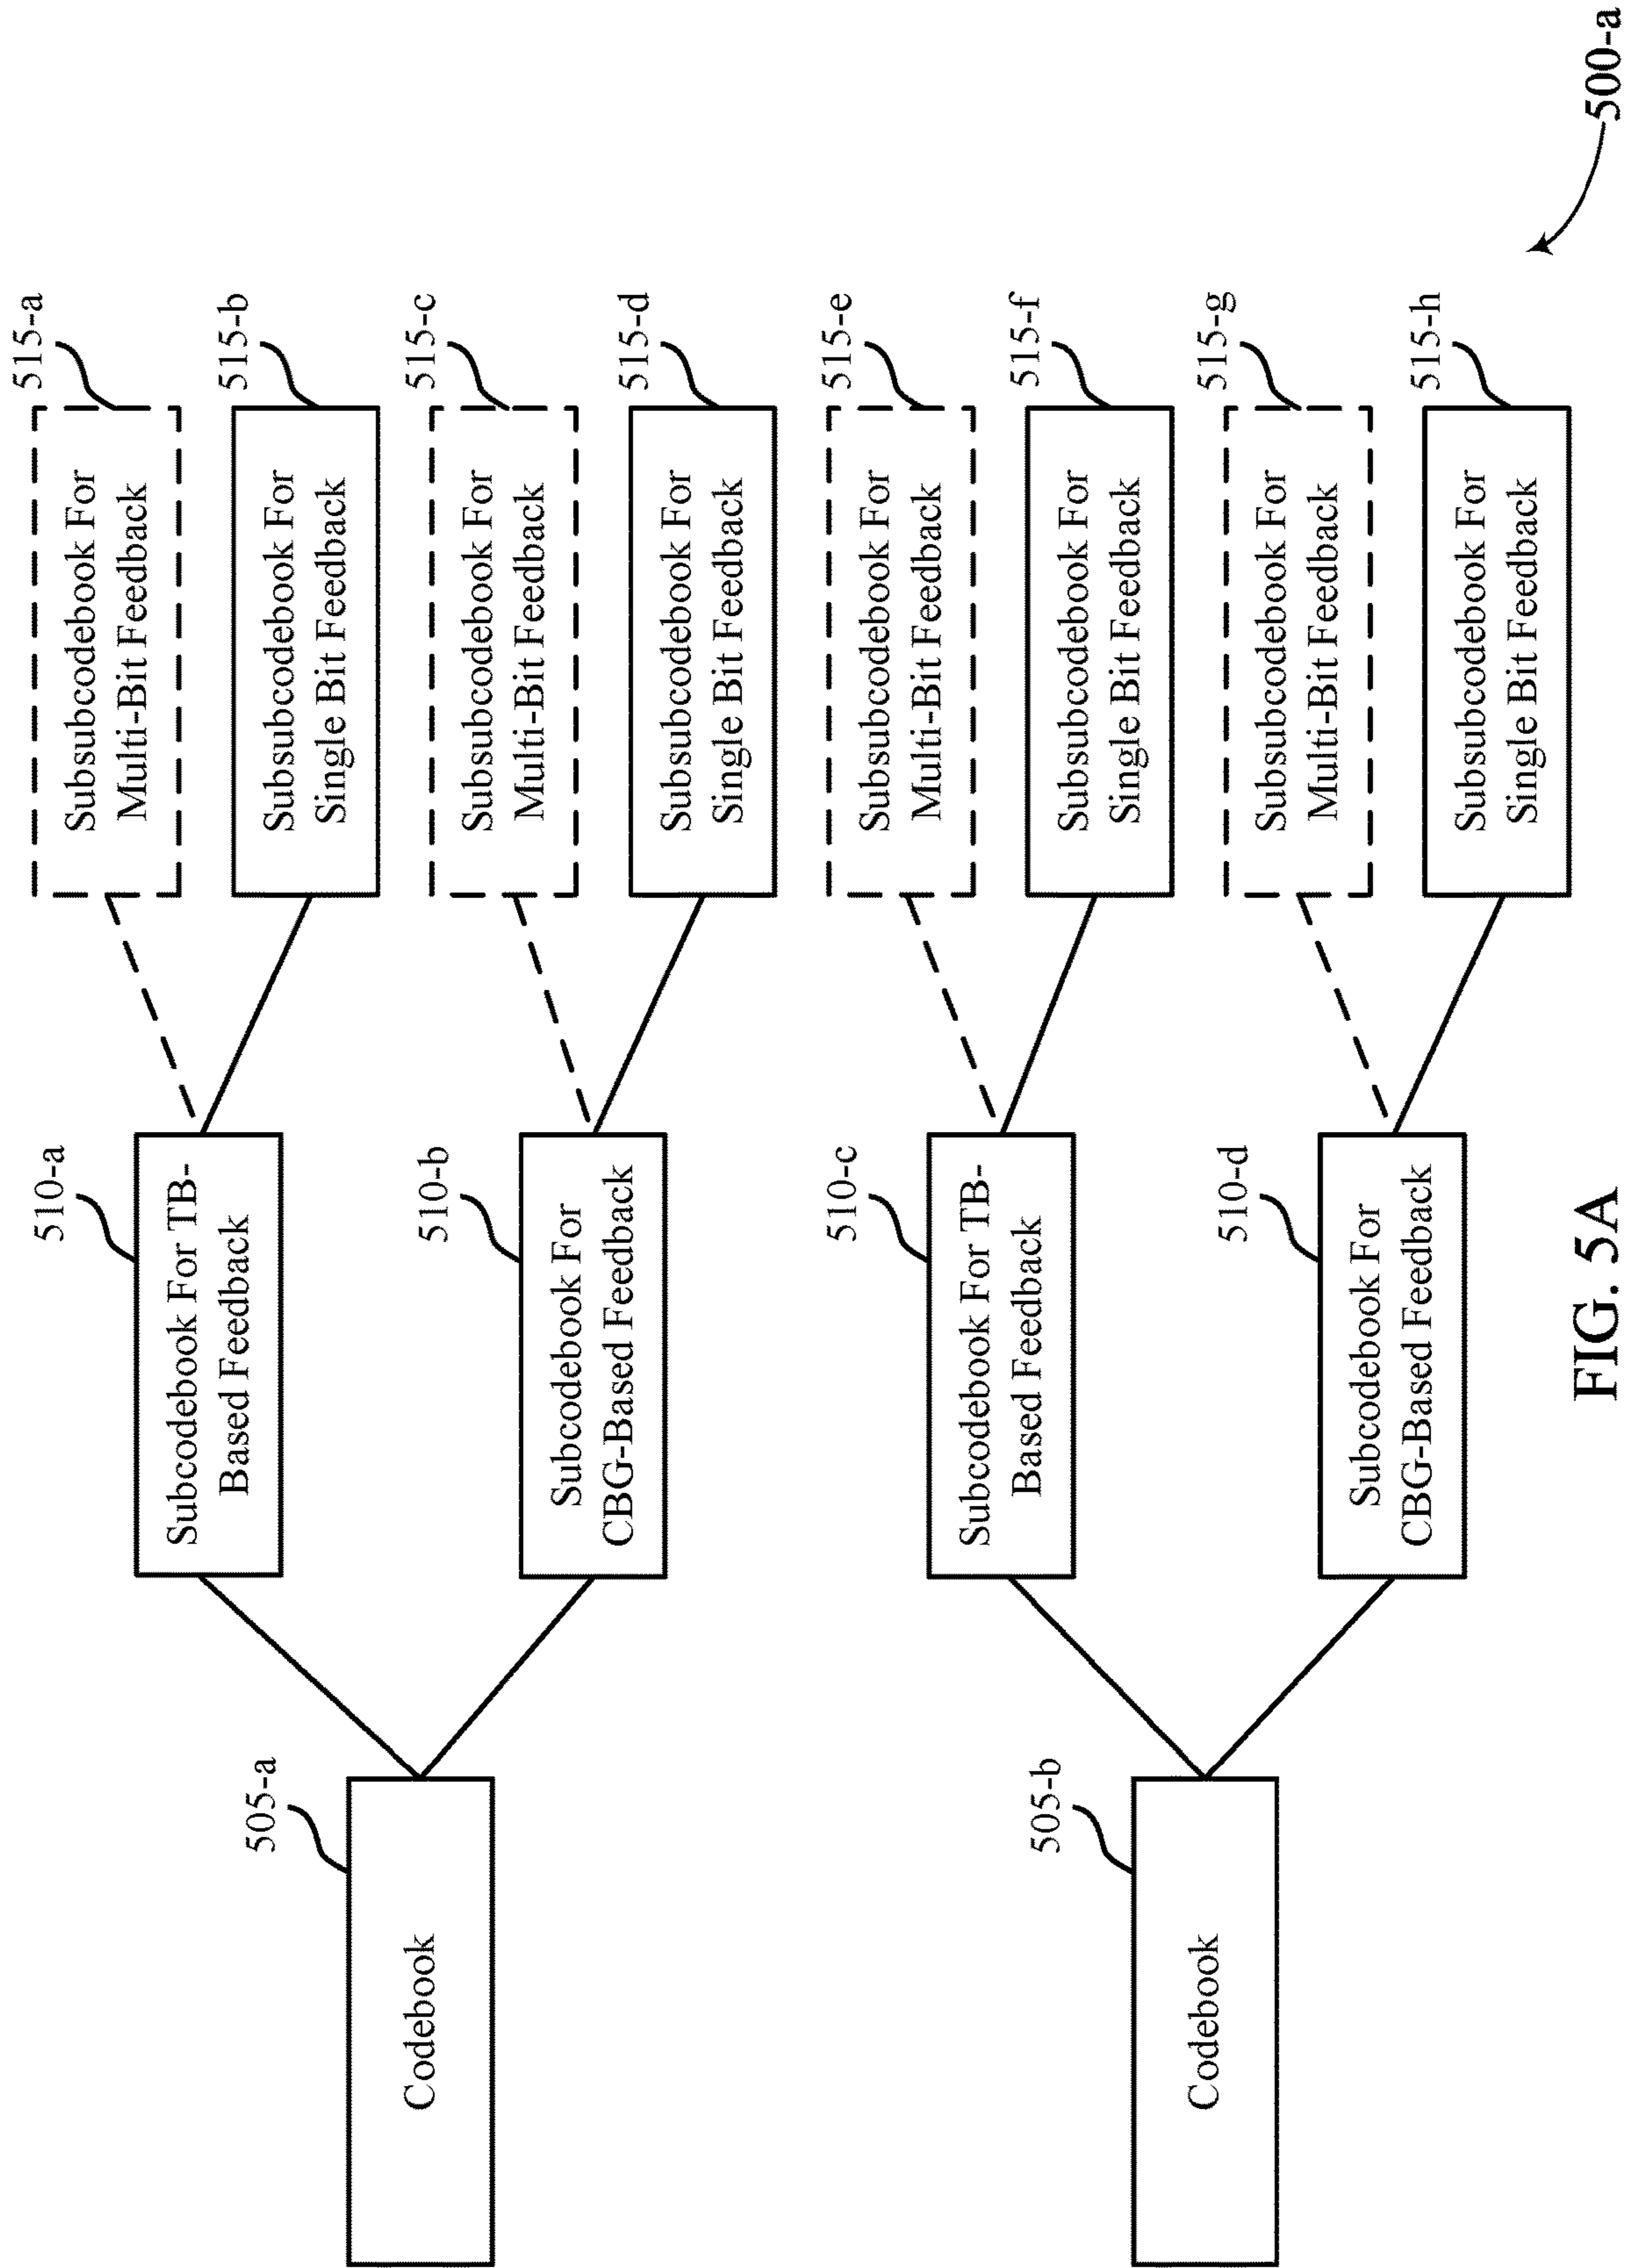 505-a
Codebook
510-a
Subcodebook For TB-
Based Feedback
510-b
Subcodebook For
CBG-Based Feedback
515-a
Subsubcodebook For
Multi-Bit Feedback
515-b
Subsubcodebook For
Single Bit Feedback
515-c
Subsubcodebook For
Multi-Bit Feedback
515-d
Subsubcodebook For
Single Bit Feedback
505-b
Codebook
510-c
Subcodebook For TB-
Based Feedback
510-d
Subcodebook For
CBG-Based Feedback
515-e
Subsubcodebook For
Multi-Bit Feedback
515-f
Subsubcodebook For
Single Bit Feedback
515-g
Subsubcodebook For
Multi-Bit Feedback
515-h
Subsubcodebook For
Single Bit Feedback
500-a
FIG. 5A